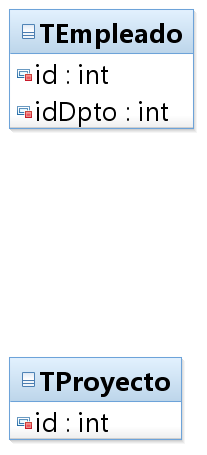 TEmpleado
id : int
idDpto : int
TProyecto
id : int